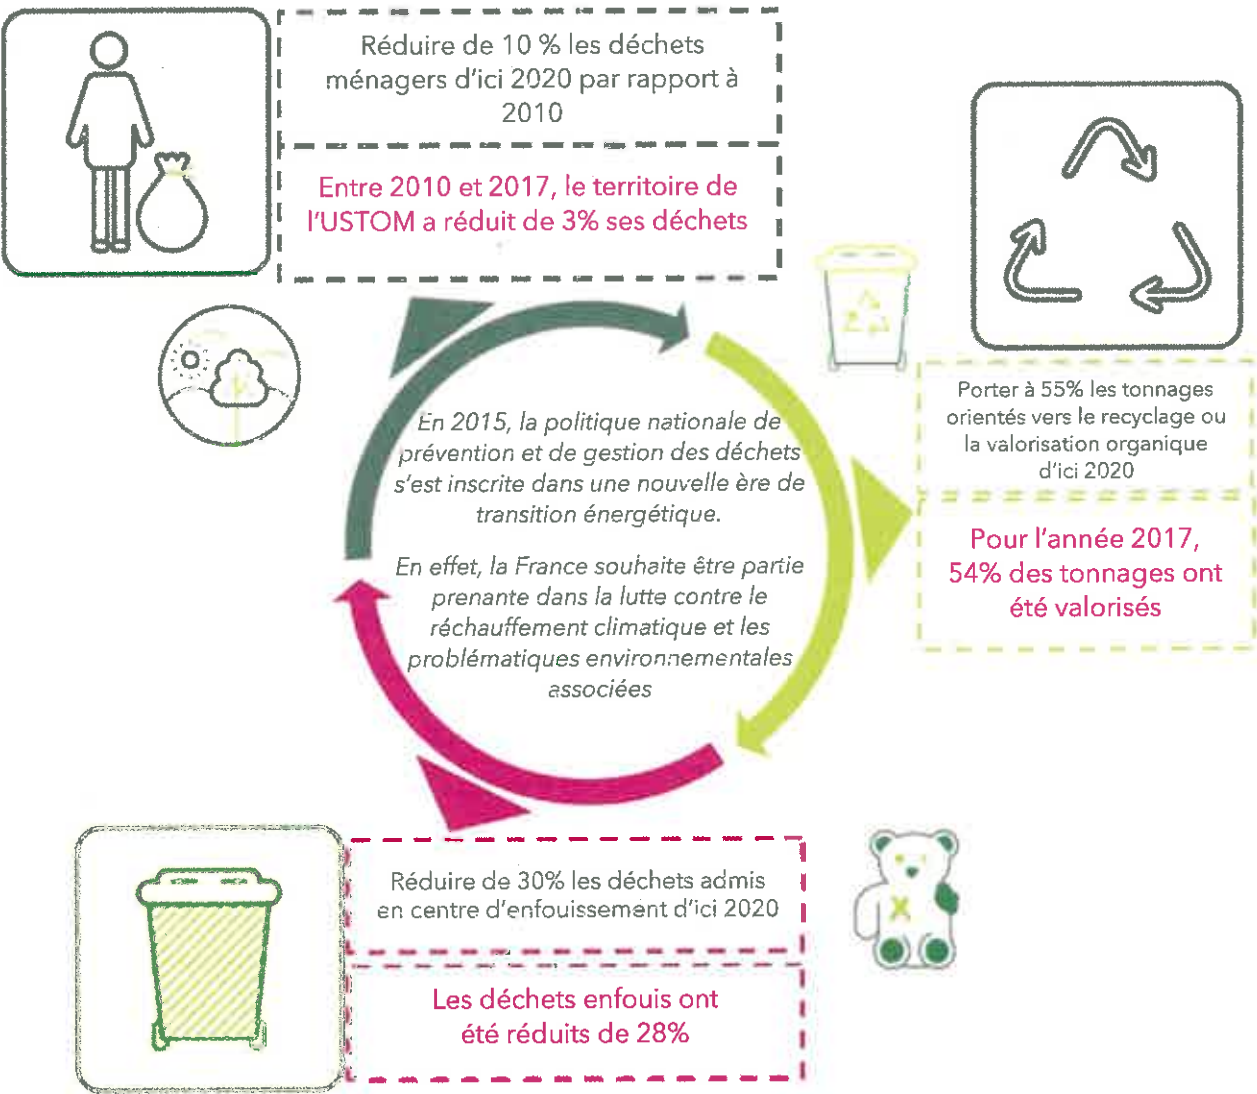 Réduire de 10 % les déchets
ménagers d'ici 2020 par rapport à
2010
Entre 2010 et 2017, le territoire de
l'USTOM a réduit de 3% ses déchets
Porter à 55% les tonnages
orientés vers le recyclage ou
la valorisation organique
d'ici 2020
Pour l'année 2017,
54% des tonnages ont
été valorisés
En 2015, la politique nationale de
prévention et de gestion des déchets
s'est inscrite dans une nouvelle ère de
transition énergétique.
En effet, la France souhaite être partie
prenante dans la lutte contre le
réchauffement climatique et les
problématiques environnementales
associées
Réduire de 30% les déchets admis
en centre d'enfouissement d'ici 2020
Les déchets enfouis ont
été réduits de 28%